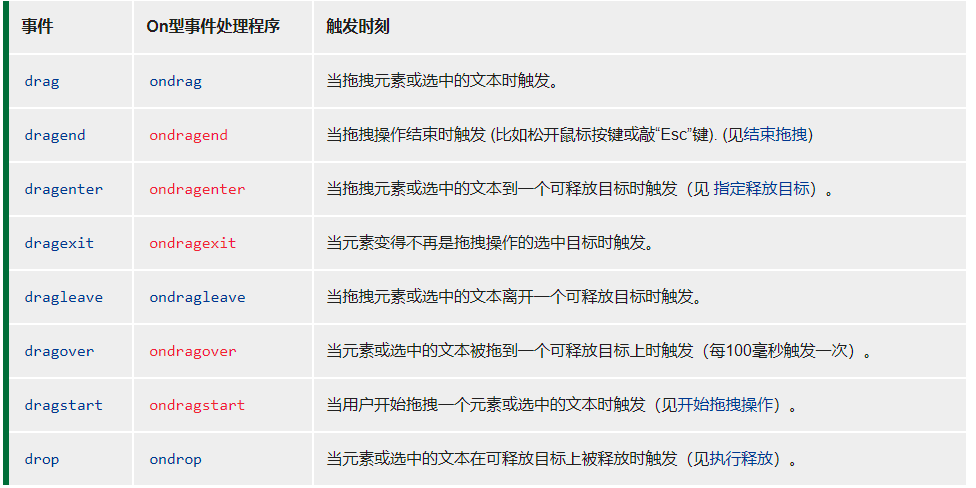 事件 On型事件处理程序 触发时刻
drag ondrag 当拖拽元素或选中的文本时触发。
dragend ondragend 当拖拽操作结束时触发 (比如松开鼠标按键或敲“Esc”键). (见结束拖拽)
dragenter ondragenter 当拖拽元素或选中的文本到一个可释放目标时触发（见 指定释放目标）。
dragexit ondragexit 当元素变得不再是拖拽操作的选中目标时触发。
dragleave ondragleave 当拖拽元素或选中的文本离开一个可释放目标时触发。
dragover ondragover 当元素或选中的文本被拖到一个可释放目标上时触发（每100毫秒触发一次）。
dragstart ondragstart 当用户开始拖拽一个元素或选中的文本时触发（见开始拖拽操作）。
drop ondrop 当元素或选中的文本在可释放目标上被释放时触发（见执行释放）。